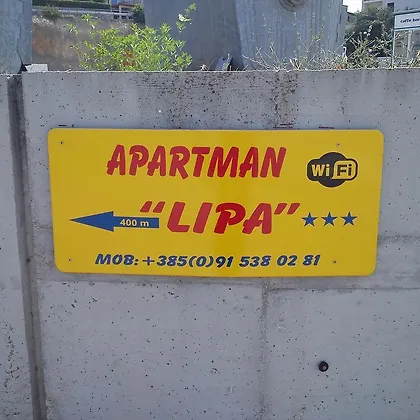 APARTMAN
WiFi
400 m
"LIPA"
MOB:+385(0)91 538 02 81